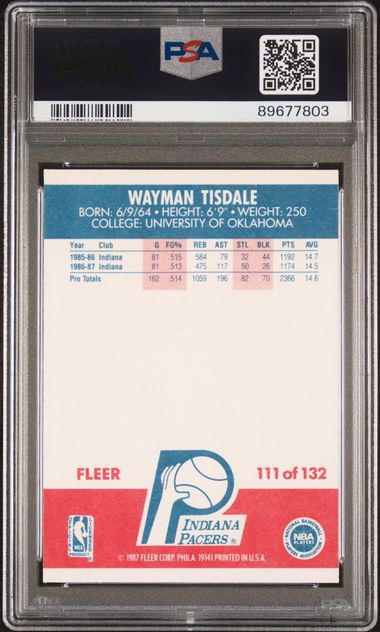 PSA
89677803
WAYMAN TISDALE
BORN: 6/9/64 • HEIGHT: 6'9" • WEIGHT: 250
COLLEGE: UNIVERSITY OF OKLAHOMA
Year Club G FG% REB AST STL BLK PTS AVG
1985-86 Indiana 81 .515 584 79 32 44 1192 14.7
1986-87 Indiana 81 .513 475 117 50 26 1174 14.5
Pro Totals 162 .514 1059 196 82 70 2366 14.6
FLEER 111 of 132
INDIANA
PACERS ®
NBA
PLAYERS
NATIONAL BASKETBALL
PLAYERS ASSOCIATION
© 1987 FLEER CORP. PHILA. 19141 PRINTED IN U.S.A.